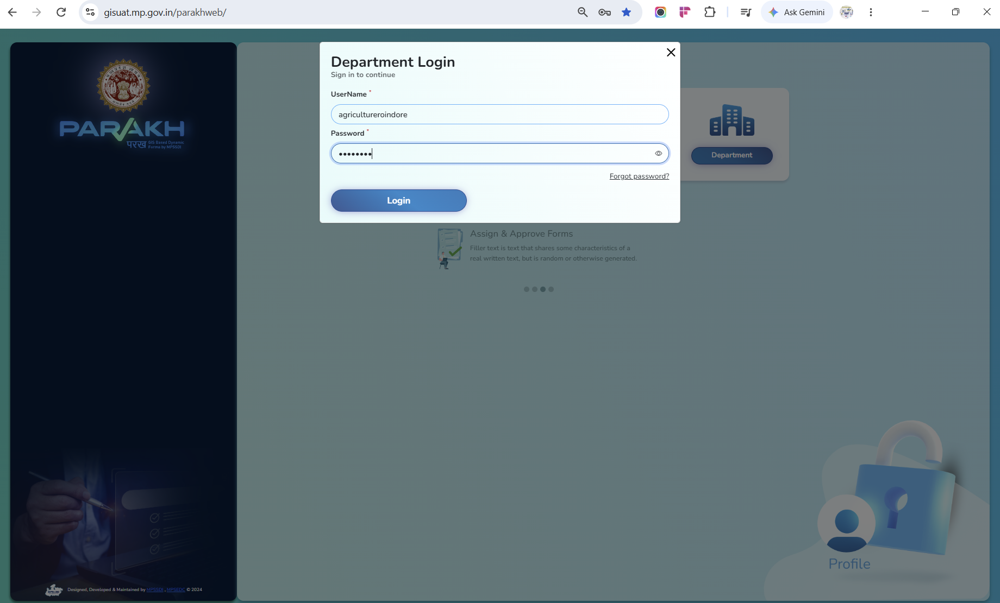 gisuat.mp.gov.in/parakhweb/
Ask Gemini
PARAKH
परख GIS Based Dynamic
Forms by MPSSDI
Department Login
Sign in to continue
UserName *
agricultureroindore
Password *
••••••••
Forgot password?
Login
Department
Assign & Approve Forms
Filler text is text that shares some characteristics of a
real written text, but is random or otherwise generated.
Profile
Designed, Developed & Maintained by MPSSDI , MPSEDC © 2024